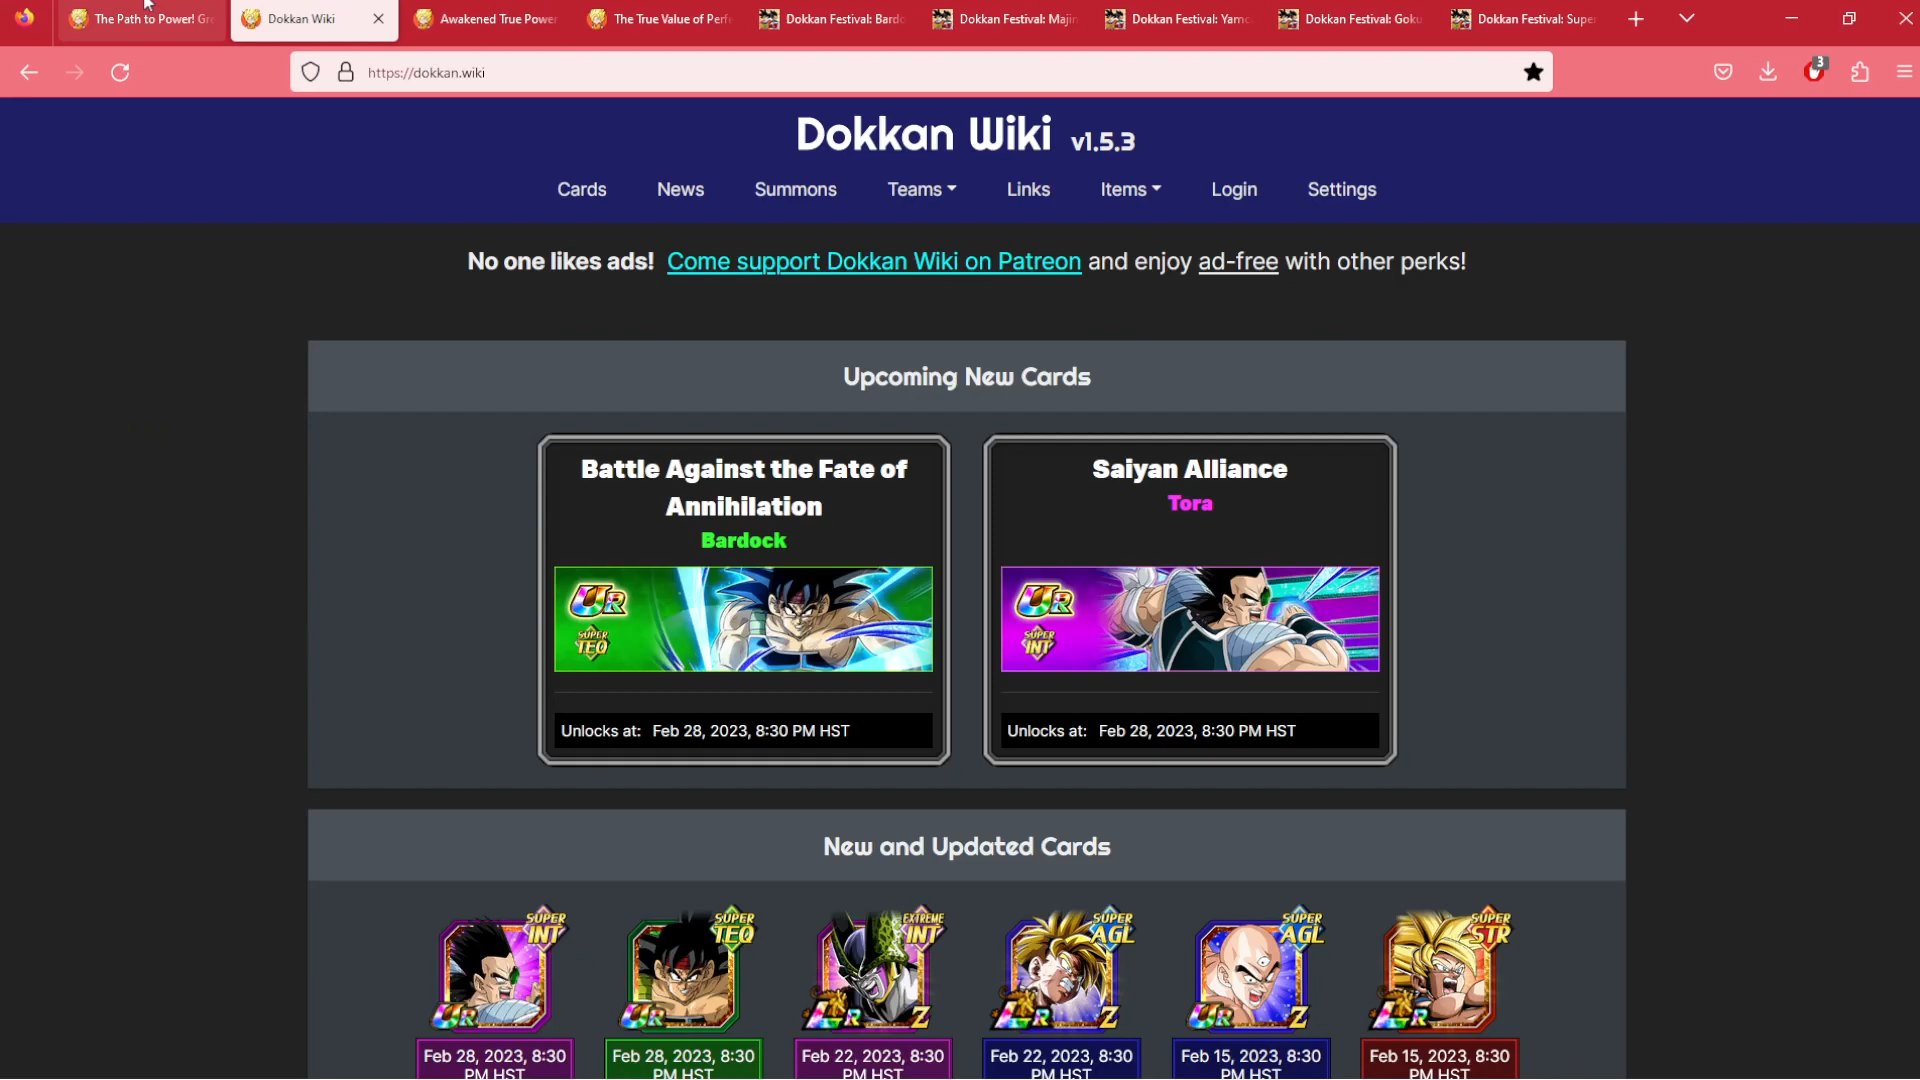 The Path to Power! Gre
Dokkan Wiki
Awakened True Power
The True Value of Perfe
Dokkan Festival: Bardo
Dokkan Festival: Majin
Dokkan Festival: Yamc
Dokkan Festival: Goku
Dokkan Festival: Super
https://dokkan.wiki
3
Dokkan Wiki v1.5.3
Cards News Summons Teams Links Items Login Settings
No one likes ads! Come support Dokkan Wiki on Patreon and enjoy ad-free with other perks!
Upcoming New Cards
Battle Against the Fate of
Annihilation
Bardock
UR
SUPER
TEQ
Unlocks at: Feb 28, 2023, 8:30 PM HST
Saiyan Alliance
Tora
UR
SUPER
INT
Unlocks at: Feb 28, 2023, 8:30 PM HST
New and Updated Cards
SUPER
INT
UR
Feb 28, 2023, 8:30
PM HST
SUPER
TEQ
UR
Feb 28, 2023, 8:30
PM HST
EXTREME
INT
LR
Z
Feb 22, 2023, 8:30
PM HST
SUPER
AGL
LR
Z
Feb 22, 2023, 8:30
PM HST
SUPER
AGL
UR
Z
Feb 15, 2023, 8:30
PM HST
SUPER
STR
LR
Z
Feb 15, 2023, 8:30
PM HST